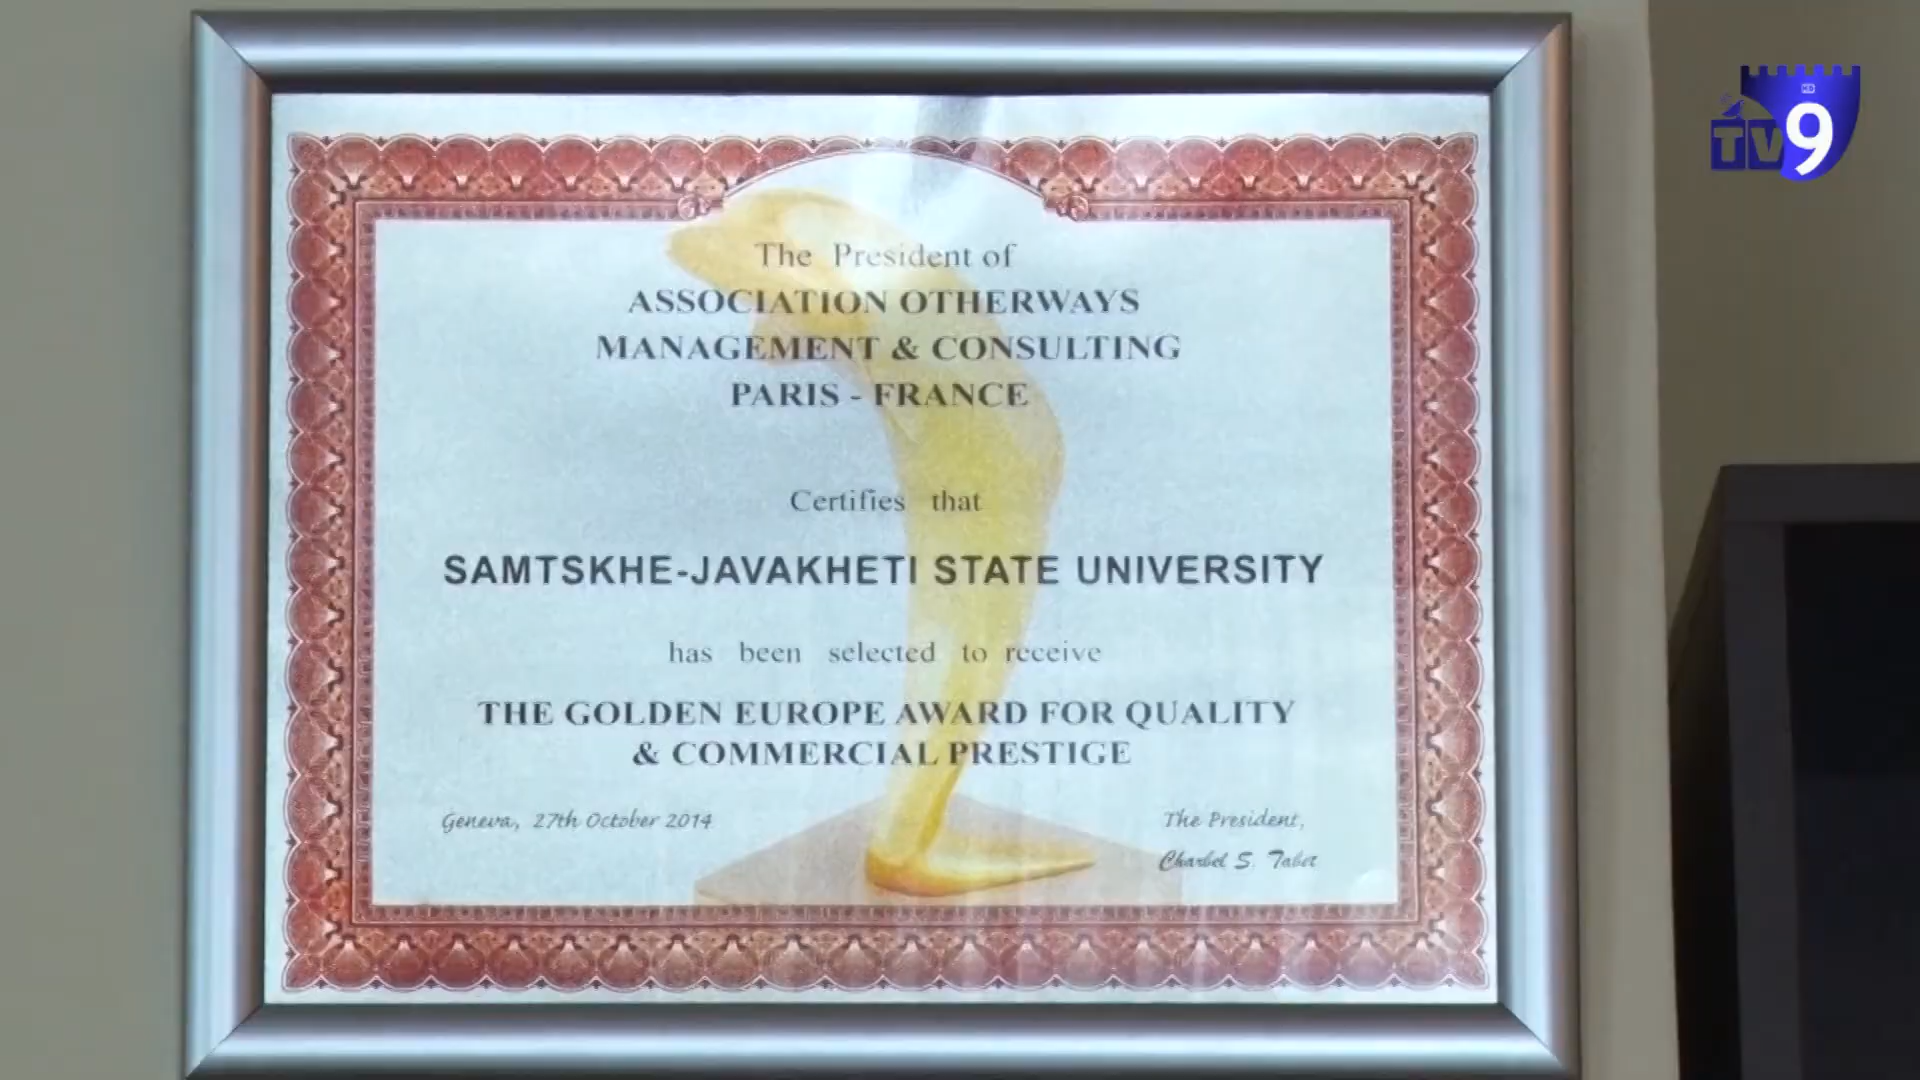 The President of
ASSOCIATION OTHERWAYS
MANAGEMENT & CONSULTING
PARIS - FRANCE
Certifies that
SAMTSKHE-JAVAKHETI STATE UNIVERSITY
has been selected to receive
THE GOLDEN EUROPE AWARD FOR QUALITY
& COMMERCIAL PRESTIGE
Geneva, 27th October 2014
The President,
Charbel S. Tabet
HD
TV9